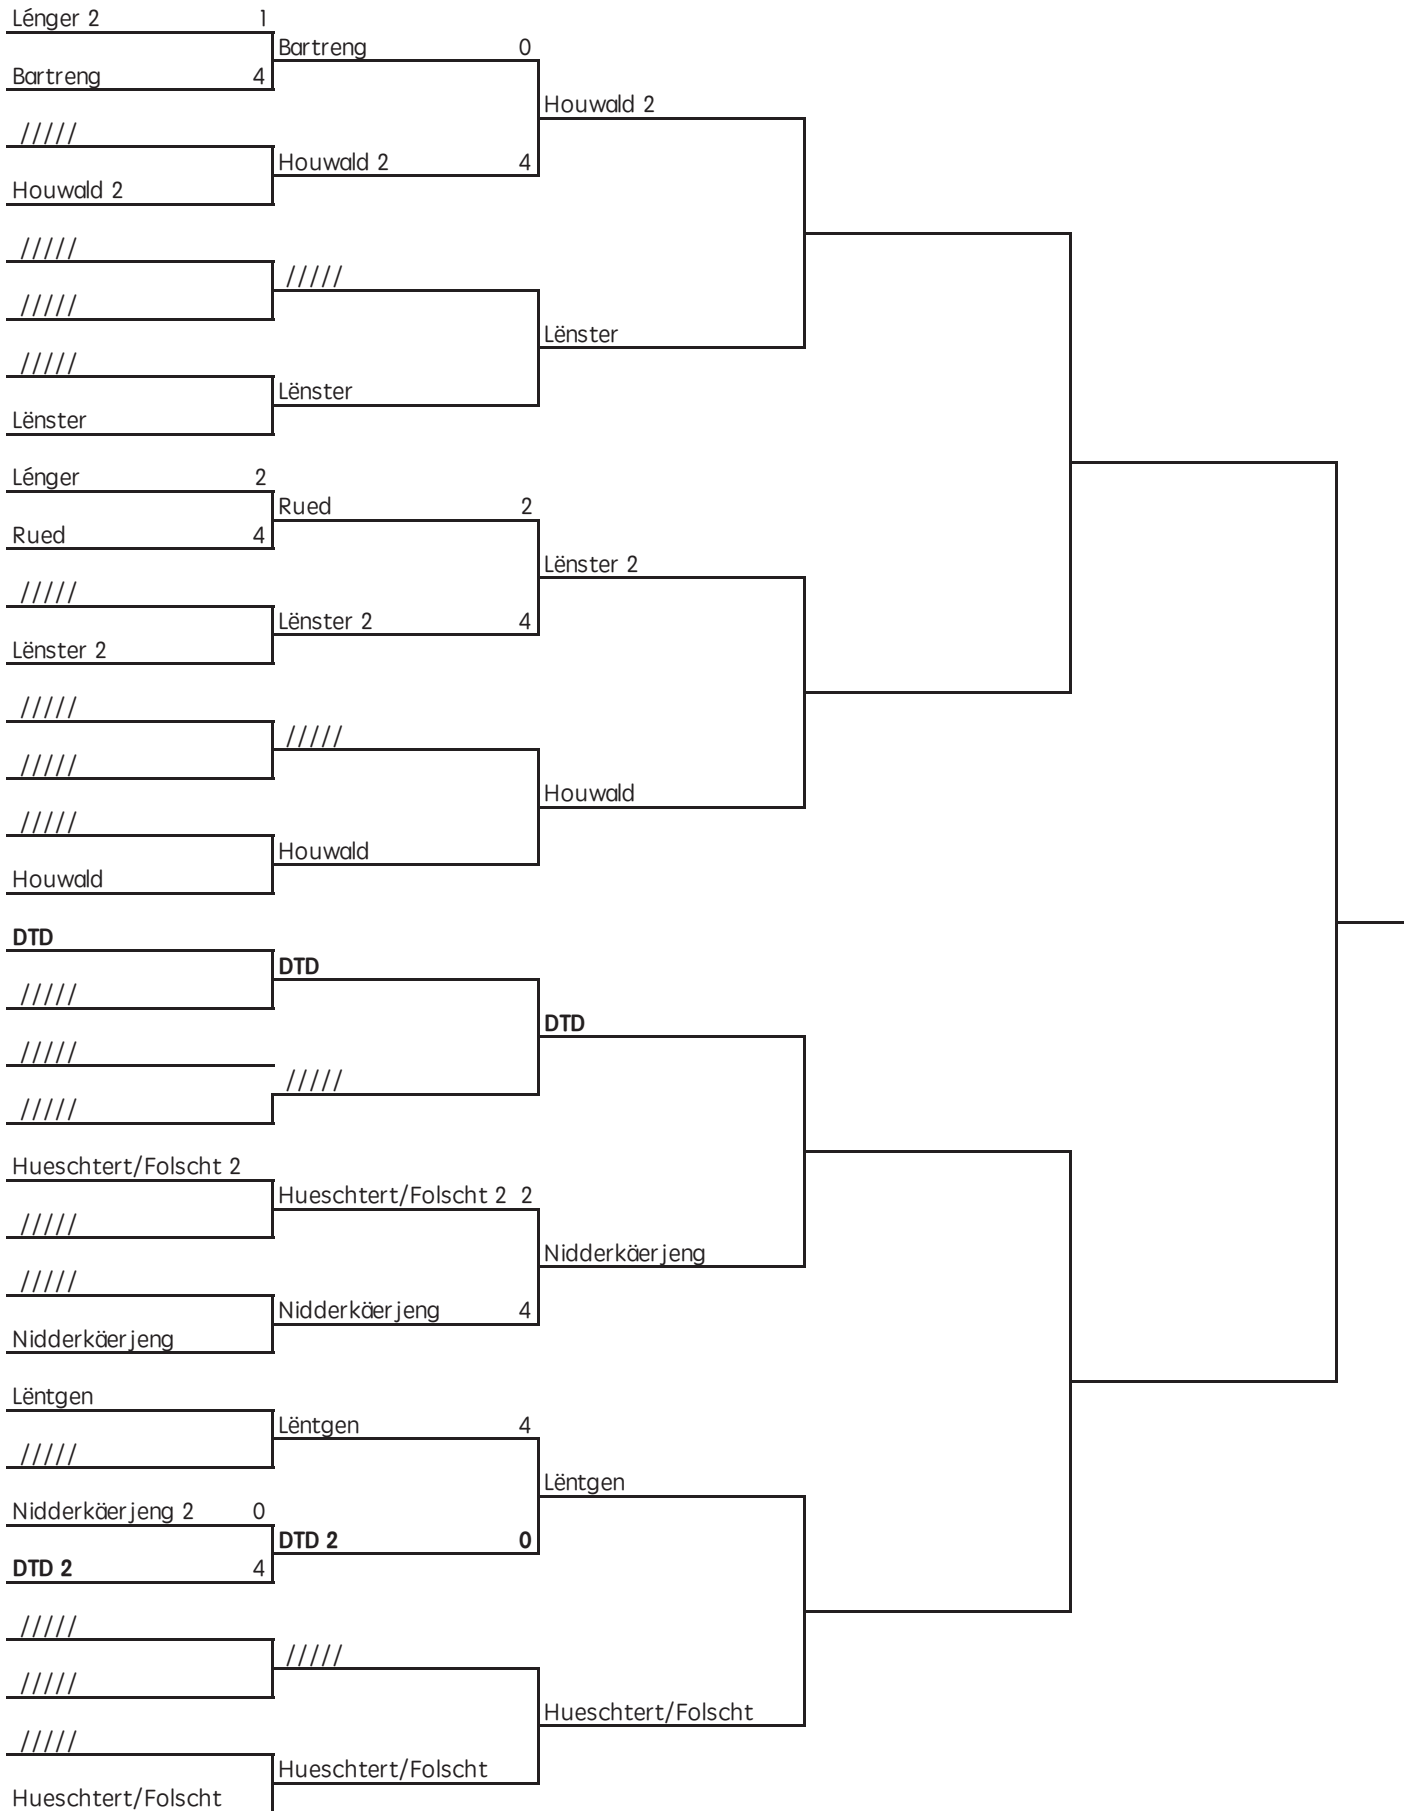 Lénger 2 1
Bartreng 0
Bartreng 4
Houwald 2
/////
Houwald 2 4
Houwald 2
/////
/////
/////
Lënster
/////
Lënster
Lënster
Lénger 2
Rued 2
Rued 4
Lënster 2
/////
Lënster 2 4
Lënster 2
/////
/////
/////
Houwald
/////
Houwald
Houwald
DTD
DTD
/////
DTD
/////
/////
/////
Hueschtert/Folscht 2
Hueschtert/Folscht 2 2
/////
Nidderkäerjeng
/////
Nidderkäerjeng 4
Nidderkäerjeng
Lëntgen
Lëntgen 4
/////
Lëntgen
Nidderkäerjeng 2 0
DTD 2 0
DTD 2 4
/////
/////
/////
Hueschtert/Folscht
/////
Hueschtert/Folscht
Hueschtert/Folscht